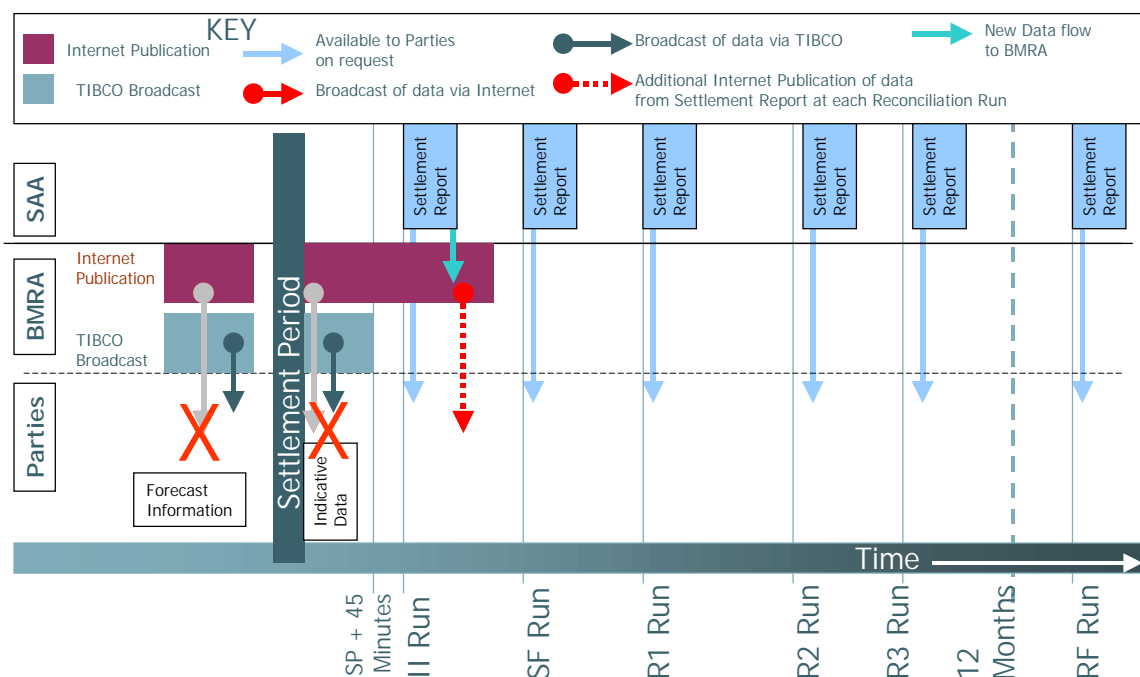 KEY
Internet Publication
TIBCO Broadcast
Available to Parties
on request
Broadcast of data via Internet
Broadcast of data via TIBCO
Additional Internet Publication of data
from Settlement Report at each Reconciliation Run
New Data flow
to BMRA
SAA
Settlement
Report
Settlement
Report
Settlement
Report
Settlement
Report
Settlement
Report
Settlement
Report
BMRA
Internet
Publication
TIBCO
Broadcast
Settlement Period
Parties
Forecast
Information
Indicative
Data
Time
SP + 45
Minutes
II Run
SF Run
R1 Run
R2 Run
R3 Run
12
Months
RF Run